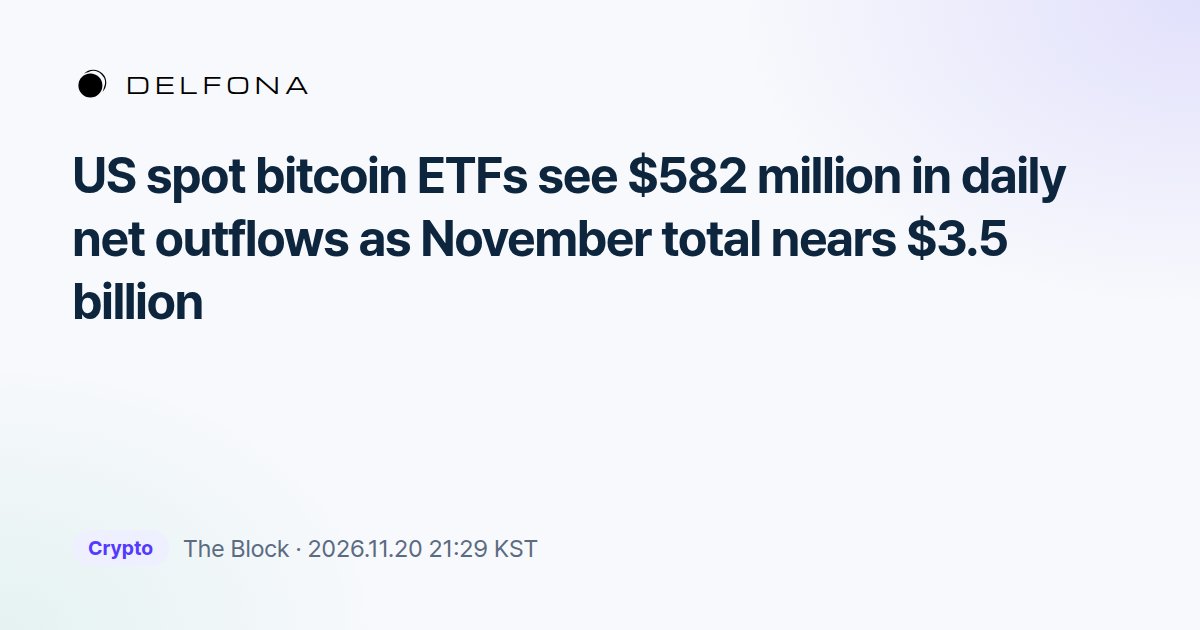 DELFONA
US spot bitcoin ETFs see $582 million in daily
net outflows as November total nears $3.5
billion
Crypto The Block · 2026.11.20 21:29 KST